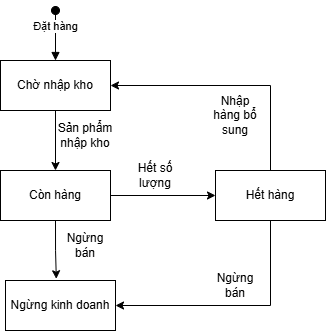 Đặt hàng
Chờ nhập kho
Nhập
hàng bổ
sung
Sản phẩm
nhập kho
Hết số
lượng
Còn hàng
Hết hàng
Ngừng
bán
Ngừng
bán
Ngừng kinh doanh